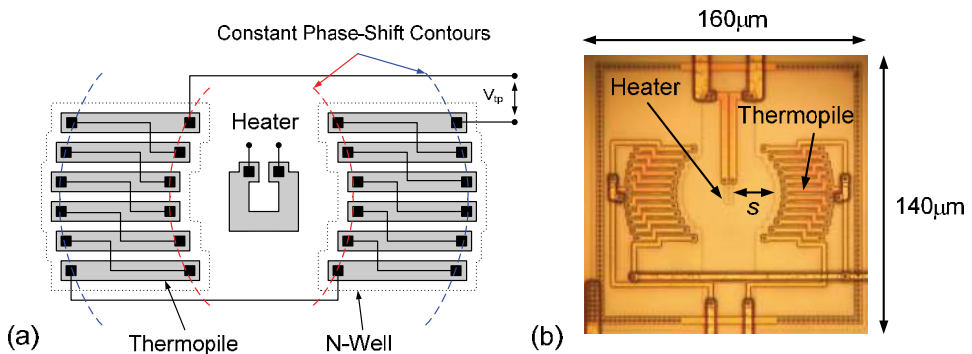 Constant Phase-Shift Contours
Heater
V_tp
(a)
Thermopile
N-Well
160μm
Heater
Thermopile
s
140μm
(b)